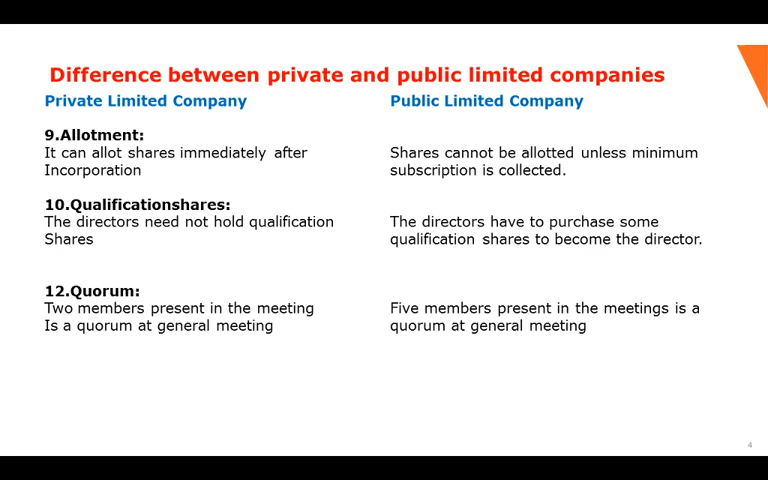 Difference between private and public limited companies
Private Limited Company
Public Limited Company
9.Allotment:
It can allot shares immediately after
Incorporation
Shares cannot be allotted unless minimum
subscription is collected.
10.Qualificationshares:
The directors need not hold qualification
Shares
The directors have to purchase some
qualification shares to become the director.
12.Quorum:
Two members present in the meeting
Is a quorum at general meeting
Five members present in the meetings is a
quorum at general meeting
4